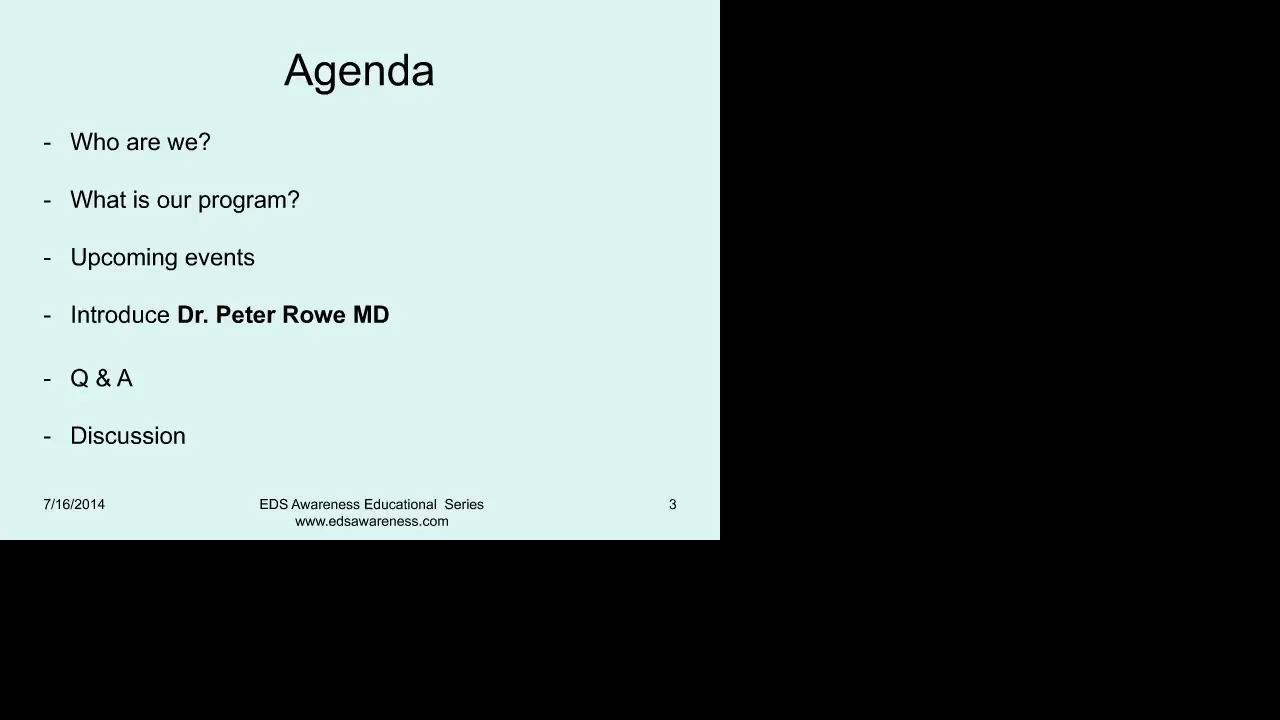 Agenda
- Who are we?
- What is our program?
- Upcoming events
- Introduce Dr. Peter Rowe MD
- Q & A
- Discussion
7/16/2014
EDS Awareness Educational  Series
www.edsawareness.com
3